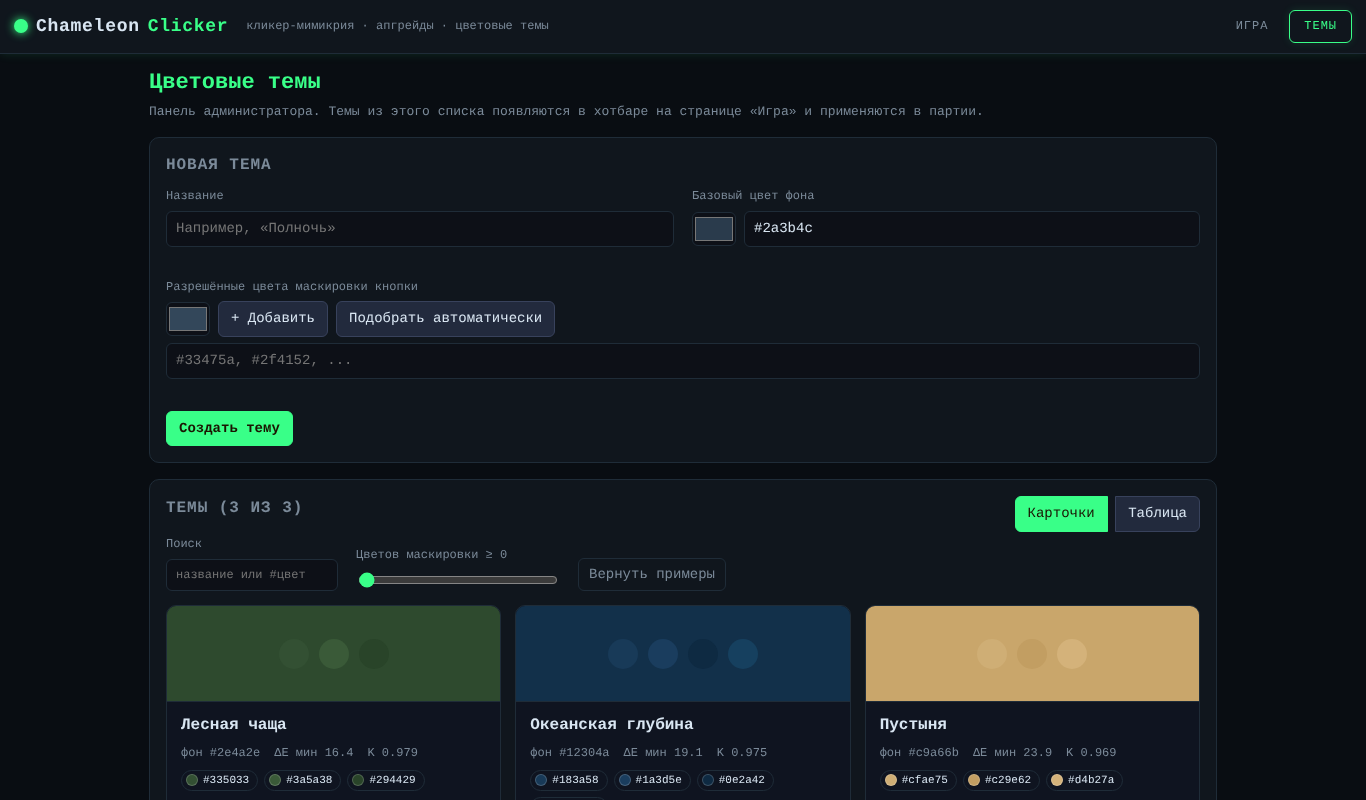 Chameleon Clicker кликер-мимикрия · апгрейды · цветовые темы ИГРА ТЕМЫ
Цветовые темы
Панель администратора. Темы из этого списка появляются в хотбаре на странице «Игра» и применяются в партии.
НОВАЯ ТЕМА
Название Базовый цвет фона
Например, «Полночь» #2a3b4c
Разрешённые цвета маскировки кнопки
+ Добавить Подобрать автоматически
#33475a, #2f4152, ...
Создать тему
ТЕМЫ (3 ИЗ 3) Карточки Таблица
Поиск Цветов маскировки ≥ 0
название или #цвет Вернуть примеры
Лесная чаща Океанская глубина Пустыня
фон #2e4a2e ΔE мин 16.4 K 0.979 фон #12304a ΔE мин 19.1 K 0.975 фон #c9a66b ΔE мин 23.9 K 0.969
#335033 #3a5a38 #294429 #183a58 #1a3d5e #0e2a42 #cfae75 #c29e62 #d4b27a